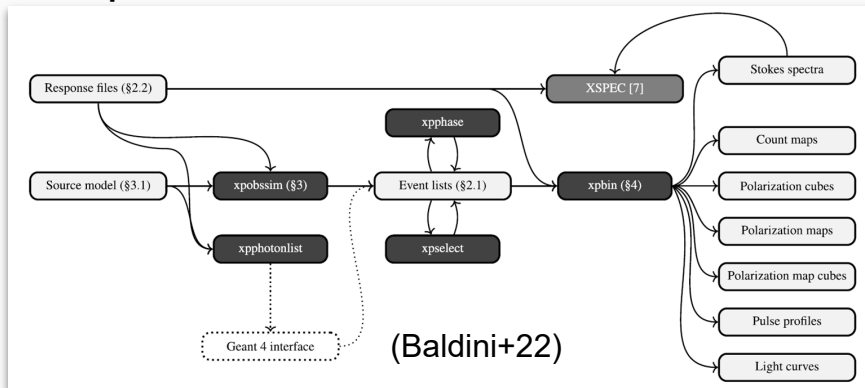 Response files (§2.2)
XSPEC [7]
Stokes spectra
xpphase
Count maps
Source model (§3.1)
xpobssim (§3)
Event lists (§2.1)
xpbin (§4)
Polarization cubes
Polarization maps
xpphotonlist
xpselect
Polarization map cubes
Pulse profiles
Geant 4 interface
(Baldini+22)
Light curves